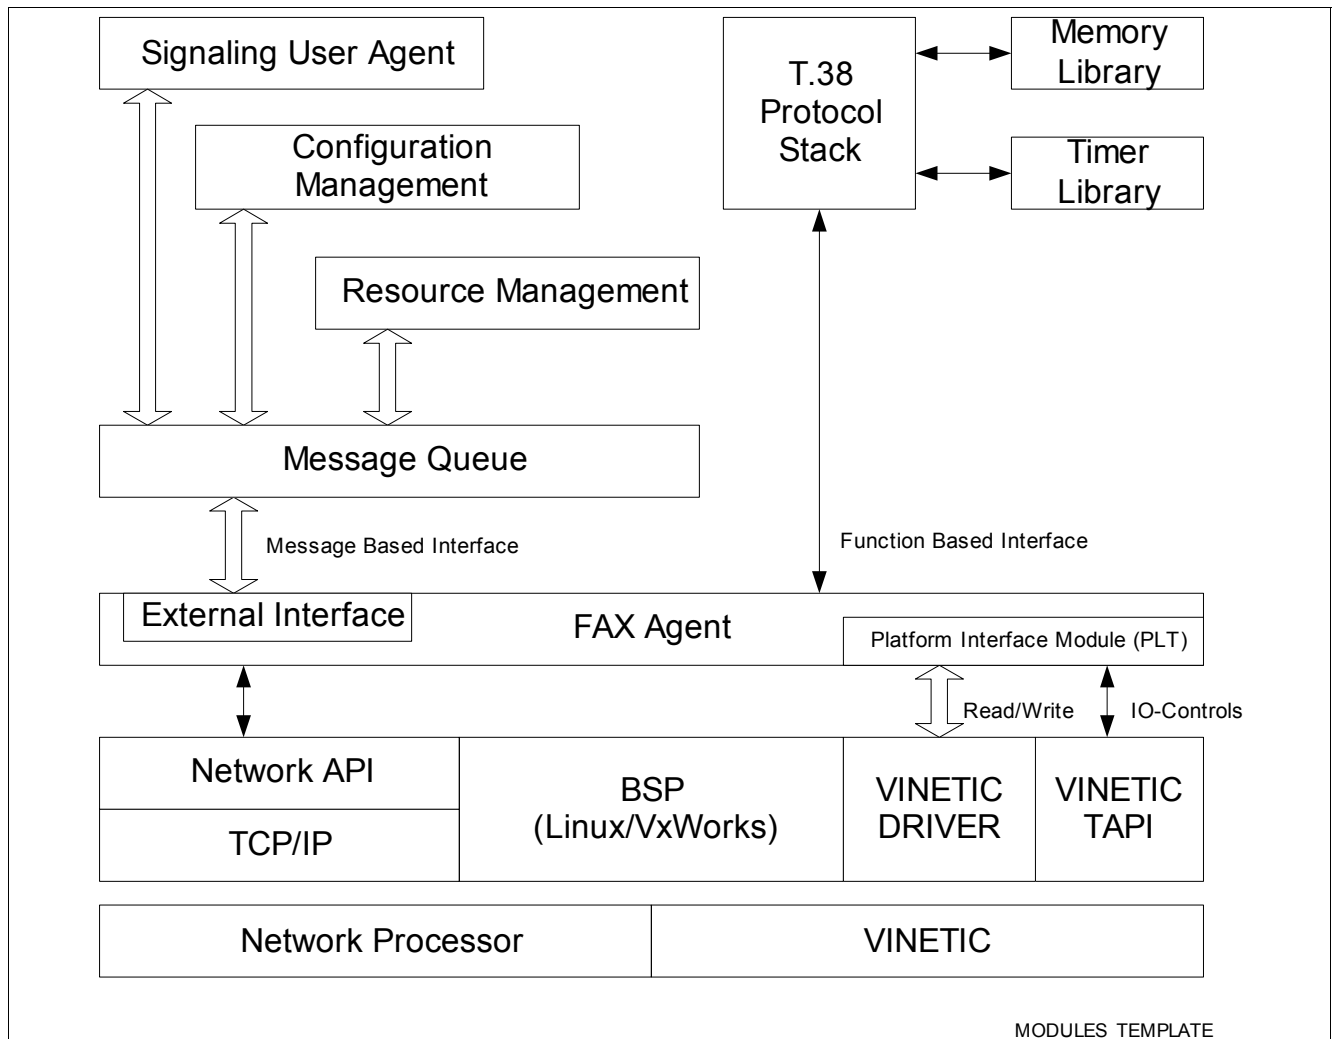 Signaling User Agent
Configuration
Management
Resource Management
Message Queue
Message Based Interface
T.38
Protocol
Stack
Memory
Library
Timer
Library
Function Based Interface
External Interface
FAX Agent
Platform Interface Module (PLT)
Read/Write
IO-Controls
Network API
TCP/IP
BSP
(Linux/VxWorks)
VINETIC
DRIVER
VINETIC
TAPI
Network Processor
VINETIC
MODULES TEMPLATE